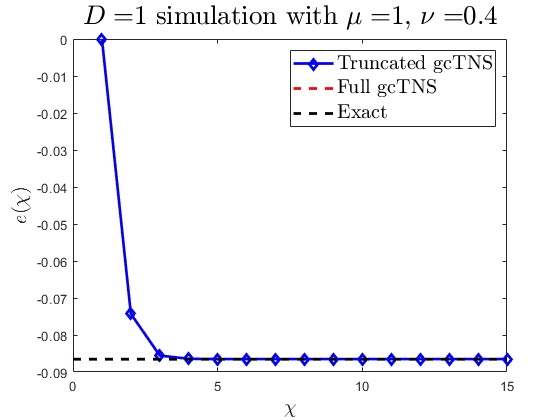 D =1 simulation with μ =1, ν =0.4
Truncated gcTNS
Full gcTNS
Exact
0
-0.01
-0.02
-0.03
-0.04
-0.05
-0.06
-0.07
-0.08
-0.09
e(χ)
0 5 10 15
χ